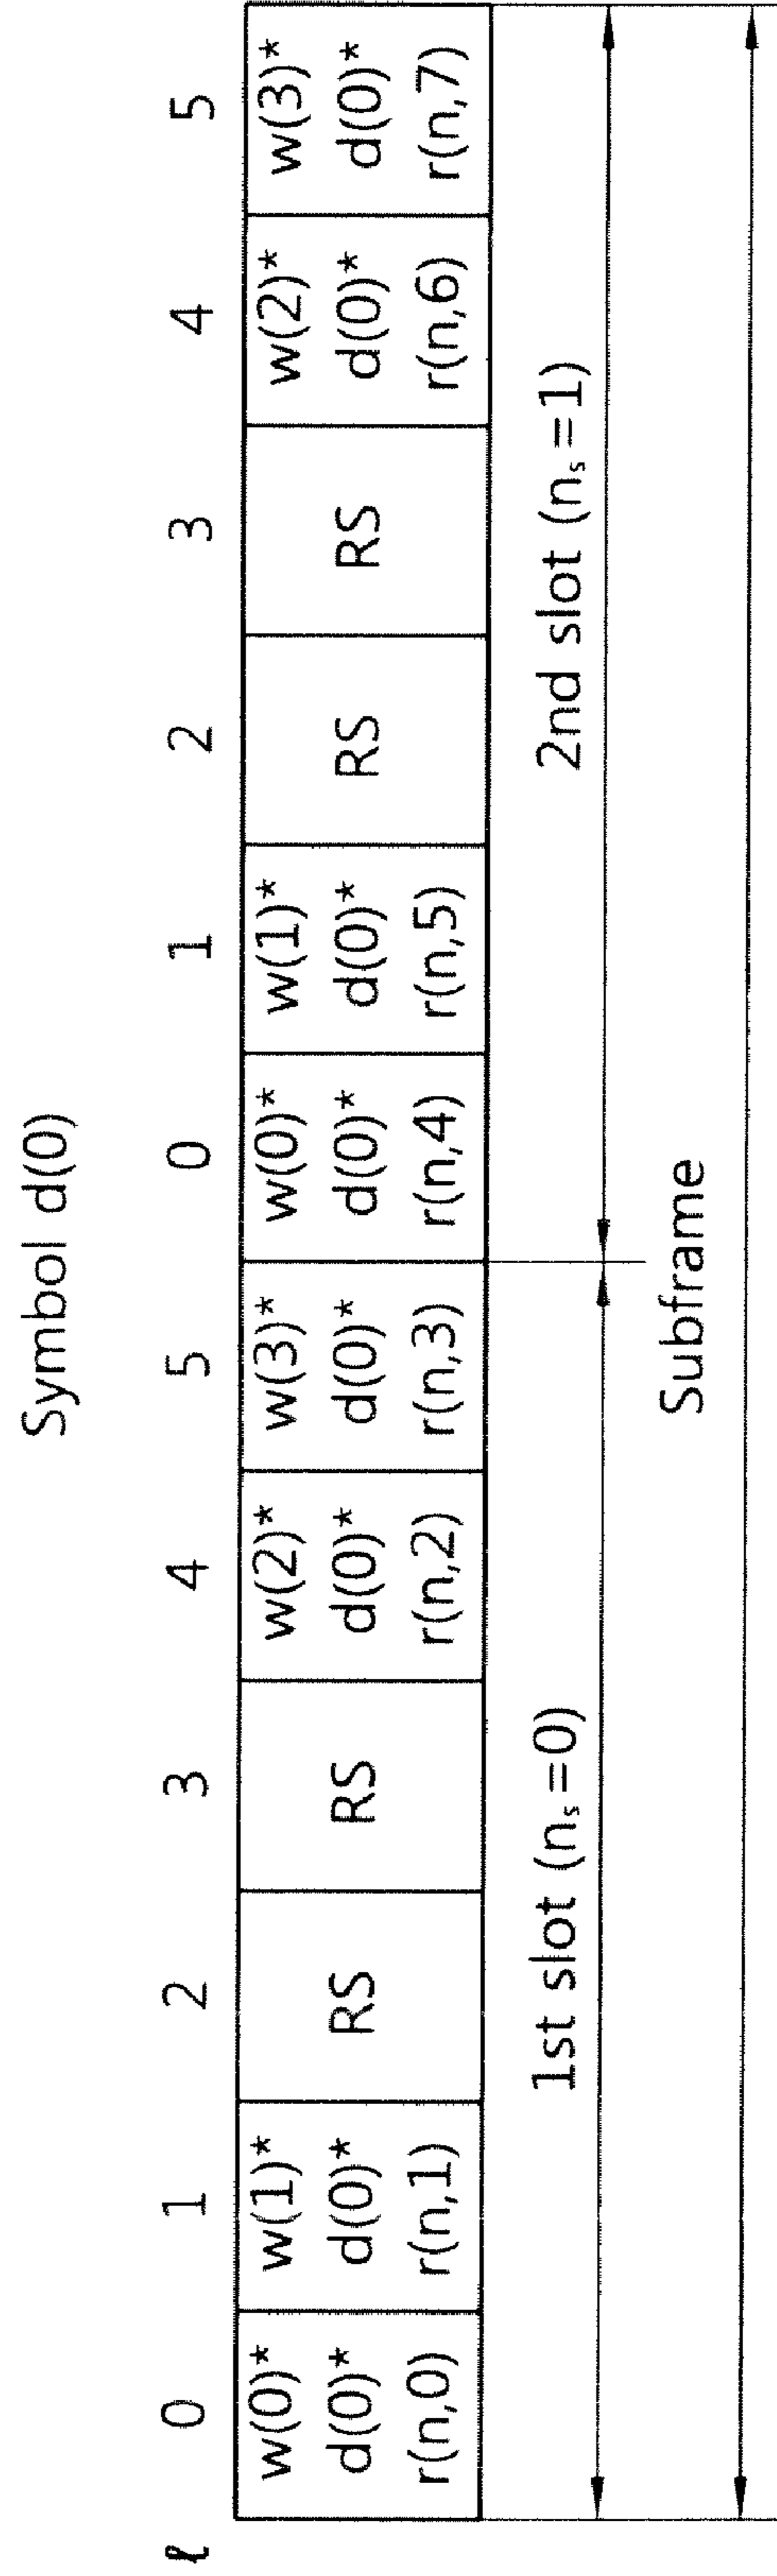 Symbol d(0)
ℓ 0 1 2 3 4 5 0 1 2 3 4 5
w(0)* w(1)* RS RS w(2)* w(3)* w(0)* w(1)* RS RS w(2)* w(3)*
d(0)* d(0)* d(0)* d(0)* d(0)* d(0)* d(0)* d(0)*
r(n,0) r(n,1) r(n,2) r(n,3) r(n,4) r(n,5) r(n,6) r(n,7)
1st slot (nₛ=0) 2nd slot (nₛ=1)
Subframe